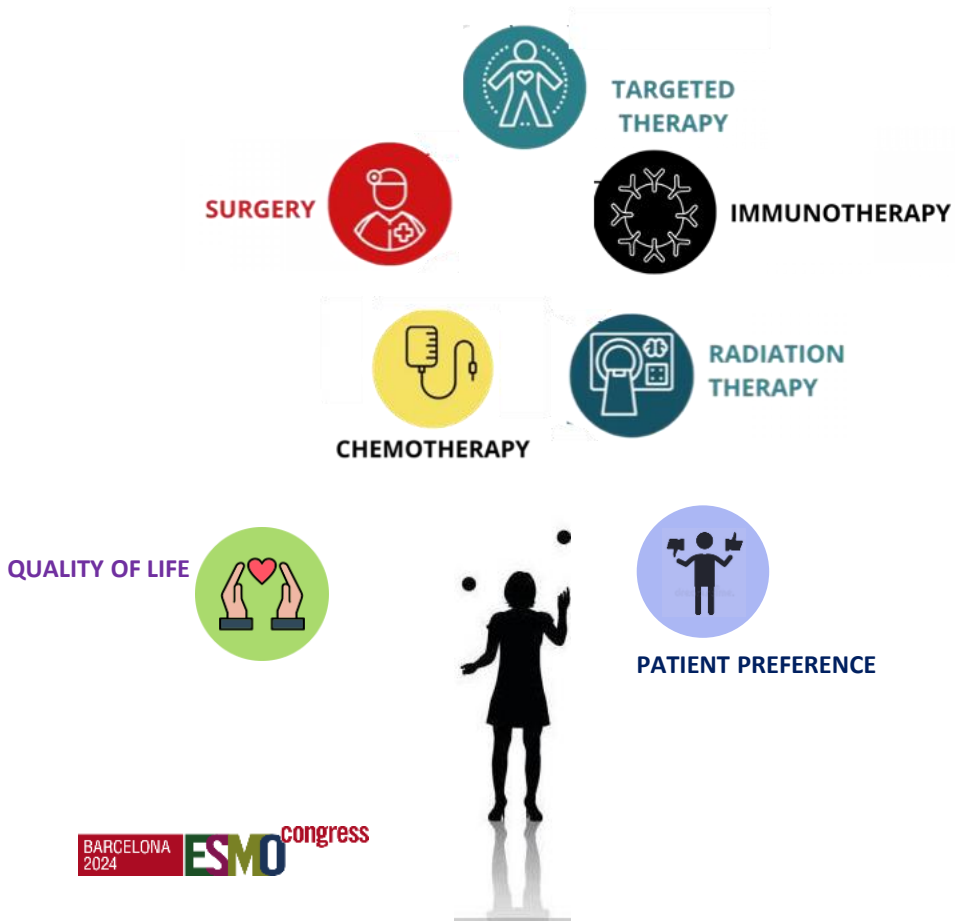 TARGETED
THERAPY
SURGERY
IMMUNOTHERAPY
RADIATION
THERAPY
CHEMOTHERAPY
QUALITY OF LIFE
PATIENT PREFERENCE
BARCELONA
2024
ESMO
congress